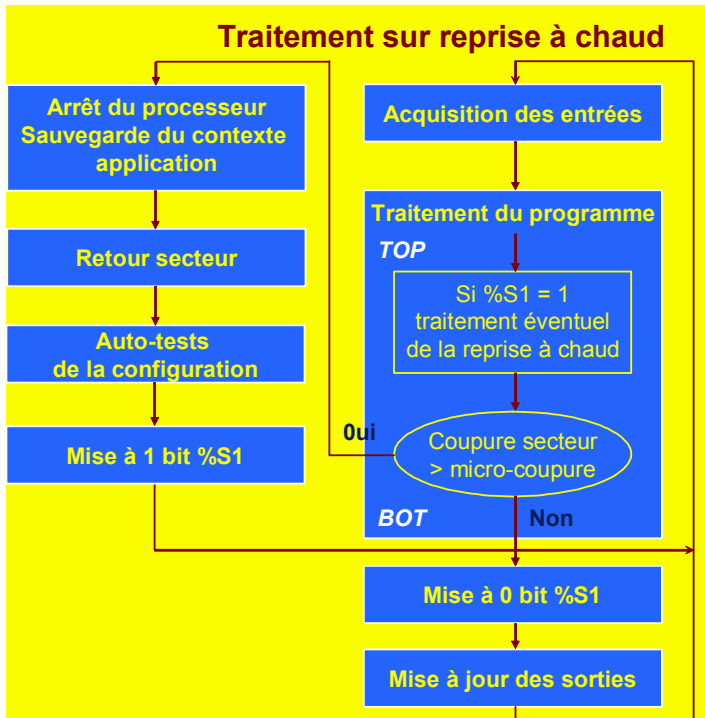 Traitement sur reprise à chaud
Arrêt du processeur
Sauvegarde du contexte
application
Retour secteur
Auto-tests
de la configuration
Mise à 1 bit %S1
Acquisition des entrées
Traitement du programme
TOP
Si %S1 = 1
traitement éventuel
de la reprise à chaud
0ui
Coupure secteur
> micro-coupure
BOT
Non
Mise à 0 bit %S1
Mise à jour des sorties